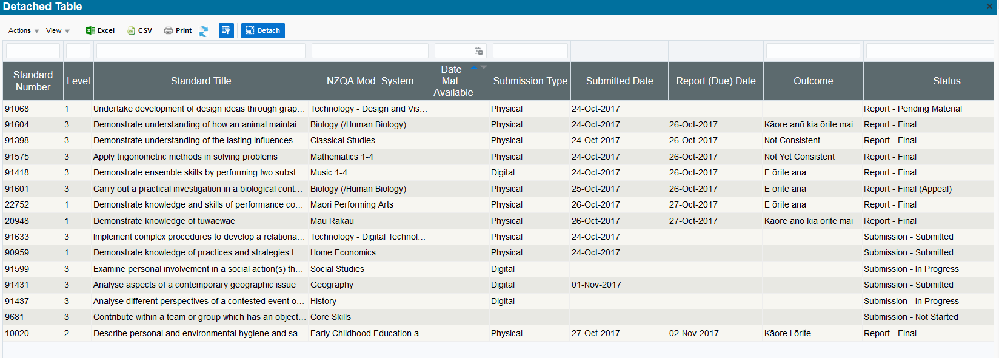 Detached Table
Actions View Excel CSV Print Detach
Standard Number Level Standard Title NZQA Mod. System Date Mat. Available Submission Type Submitted Date Report (Due) Date Outcome Status
91068 1 Undertake development of design ideas through grap... Technology - Design and Vis... Physical 24-Oct-2017 Report - Pending Material
91604 3 Demonstrate understanding of how an animal maintai... Biology (/Human Biology) Physical 24-Oct-2017 26-Oct-2017 Kāore anō kia ōrite mai Report - Final
91398 3 Demonstrate understanding of the lasting influences ... Classical Studies Physical 24-Oct-2017 26-Oct-2017 Not Consistent Report - Final
91575 3 Apply trigonometric methods in solving problems Mathematics 1-4 Physical 24-Oct-2017 26-Oct-2017 Not Yet Consistent Report - Final
91418 3 Demonstrate ensemble skills by performing two subst... Music 1-4 Digital 24-Oct-2017 26-Oct-2017 E ōrite ana Report - Final
91601 3 Carry out a practical investigation in a biological cont... Biology (/Human Biology) Physical 25-Oct-2017 26-Oct-2017 E ōrite ana Report - Final (Appeal)
22752 1 Demonstrate knowledge and skills of performance co... Maori Performing Arts Physical 26-Oct-2017 27-Oct-2017 E ōrite ana Report - Final
20948 1 Demonstrate knowledge of tuwaewae Mau Rakau Physical 26-Oct-2017 27-Oct-2017 Kāore anō kia ōrite mai Report - Final
91633 3 Implement complex procedures to develop a relationa... Technology - Digital Technol... Physical 24-Oct-2017 Submission - Submitted
90959 1 Demonstrate knowledge of practices and strategies t... Home Economics Physical 24-Oct-2017 Submission - Submitted
91599 3 Examine personal involvement in a social action(s) th... Social Studies Digital Submission - In Progress
91431 3 Analyse aspects of a contemporary geographic issue Geography Digital 01-Nov-2017 Submission - Submitted
91437 3 Analyse different perspectives of a contested event o... History Digital Submission - In Progress
9681 3 Contribute within a team or group which has an object... Core Skills Submission - Not Started
10020 2 Describe personal and environmental hygiene and sa... Early Childhood Education a... Physical 27-Oct-2017 02-Nov-2017 Kāore i ōrite Report - Final